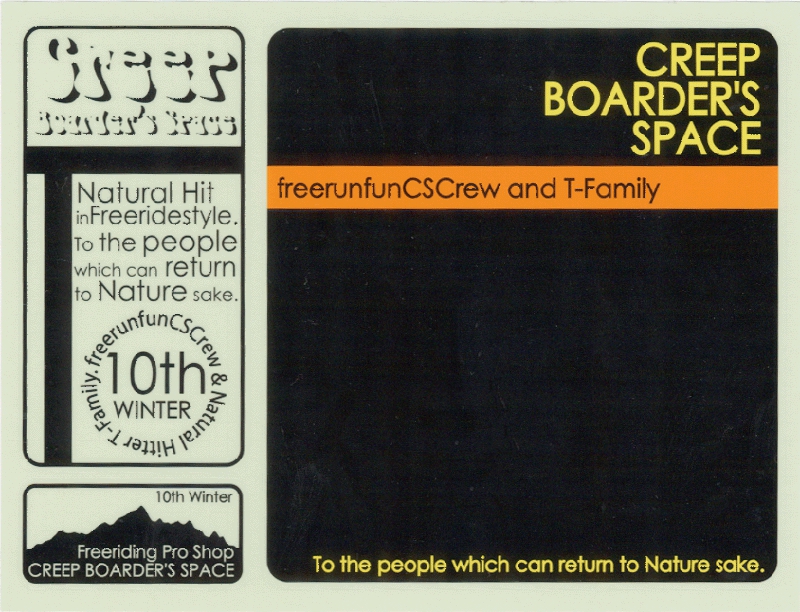 Creep
Boarder's Space
Natural Hit
in Freeridestyle.
To the people
which can return
to Nature sake.
freerunfunCSCrew & Natural Hitter T-Family.
10th
WINTER
10th Winter
Freeriding Pro Shop
CREEP BOARDER'S SPACE
CREEP
BOARDER'S
SPACE
freerunfunCSCrew and T-Family
To the people which can return to Nature sake.